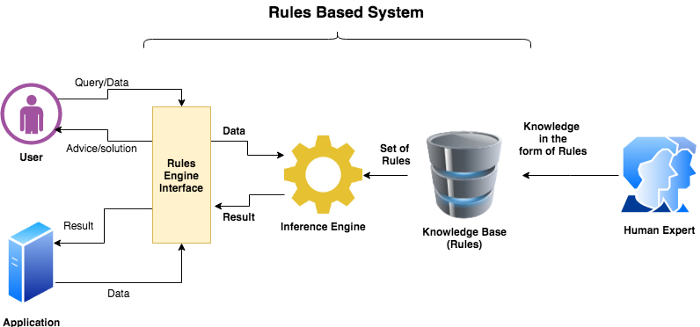 Rules Based System
Query/Data
User
Advice/solution
Result
Application
Data
Rules
Engine
Interface
Data
Result
Inference Engine
Set of
Rules
Knowledge Base
(Rules)
Knowledge
in the
form of Rules
Human Expert